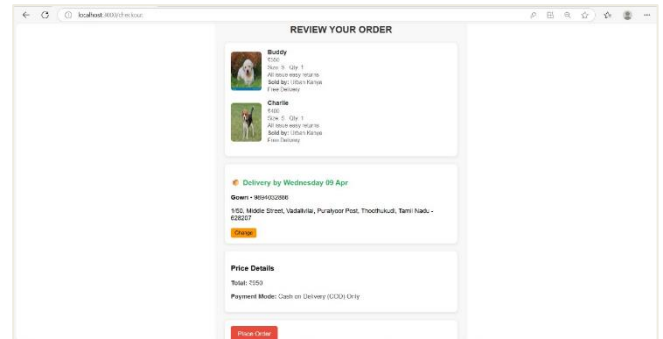 localhost:3000/checkout
REVIEW YOUR ORDER
Buddy
Size: S Qty: 1
All issue easy returns
Sold by: Urban Kanya
Free Delivery
Charlie
Size: S Qty: 1
All issue easy returns
Sold by: Urban Kanya
Free Delivery
Delivery by Wednesday 09 Apr
Gowri -
1/50, Middle Street, Vadalivilai, Post, Thoothukudi, Tamil Nadu -
628207
Change
Price Details
Total: ₹950
Payment Mode: Cash on Delivery (COD) Only
Place Order